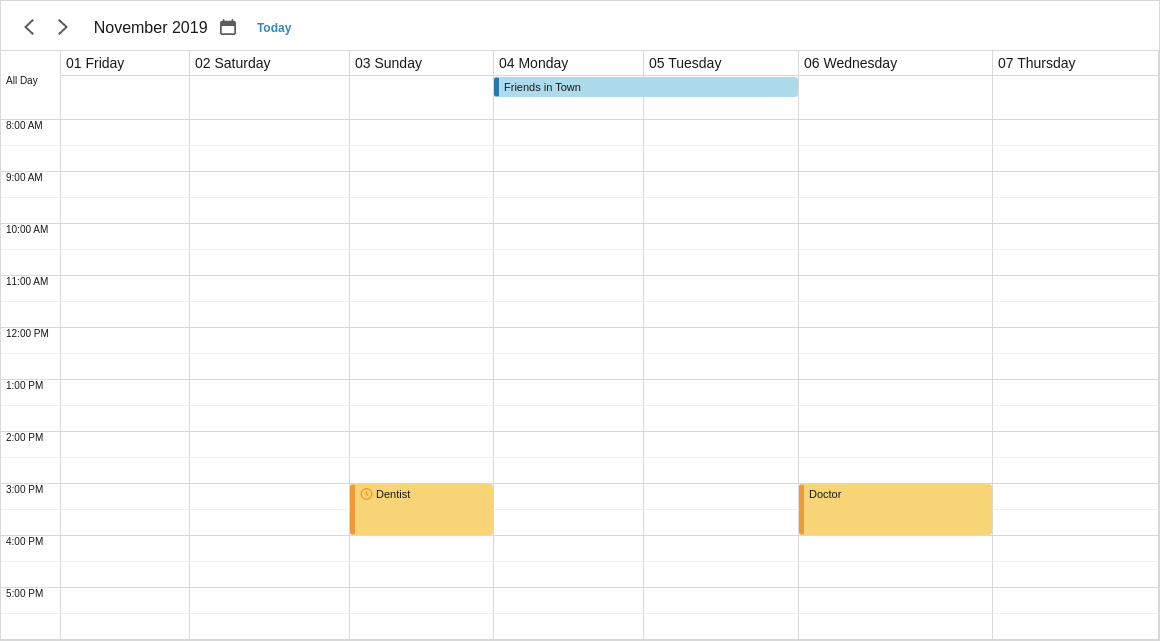 November 2019 Today
01 Friday 02 Saturday 03 Sunday 04 Monday 05 Tuesday 06 Wednesday 07 Thursday
All Day Friends in Town
8:00 AM
9:00 AM
10:00 AM
11:00 AM
12:00 PM
1:00 PM
2:00 PM
3:00 PM Dentist Doctor
4:00 PM
5:00 PM